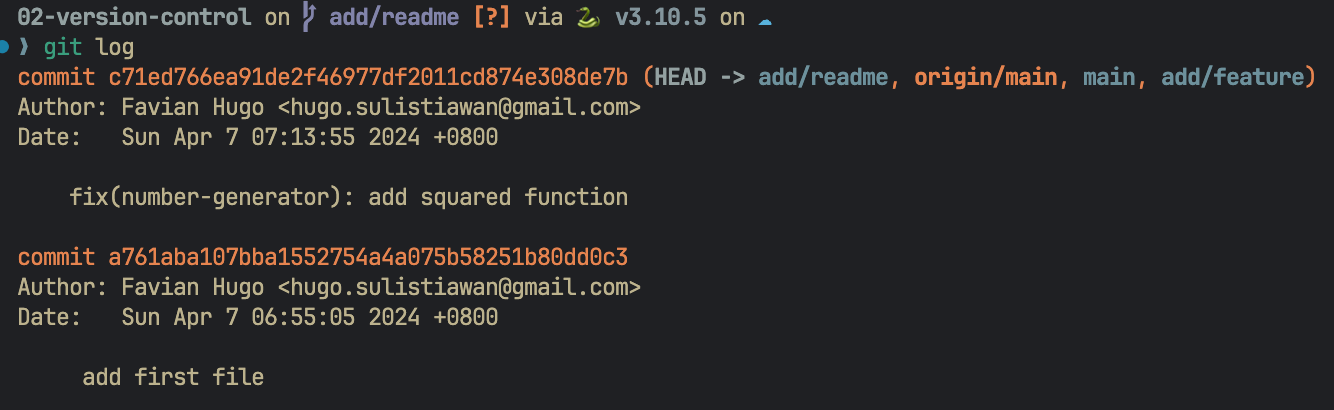 02-version-control on add/readme [?] via 🐍 v3.10.5 on ☁
❱ git log
commit c71ed766ea91de2f46977df2011cd874e308de7b (HEAD -> add/readme, origin/main, main, add/feature)
Author: Favian Hugo <hugo.sulistiawan@gmail.com>
Date:   Sun Apr 7 07:13:55 2024 +0800
fix(number-generator): add squared function
commit a761aba107bba1552754a4a075b58251b80dd0c3
Author: Favian Hugo <hugo.sulistiawan@gmail.com>
Date:   Sun Apr 7 06:55:05 2024 +0800
add first file